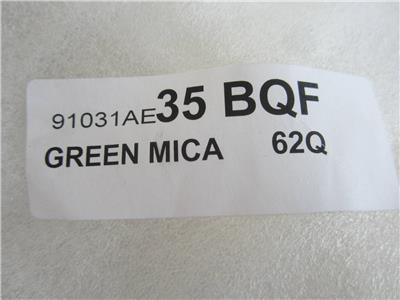 91031AE35 BQF
GREEN MICA 62Q